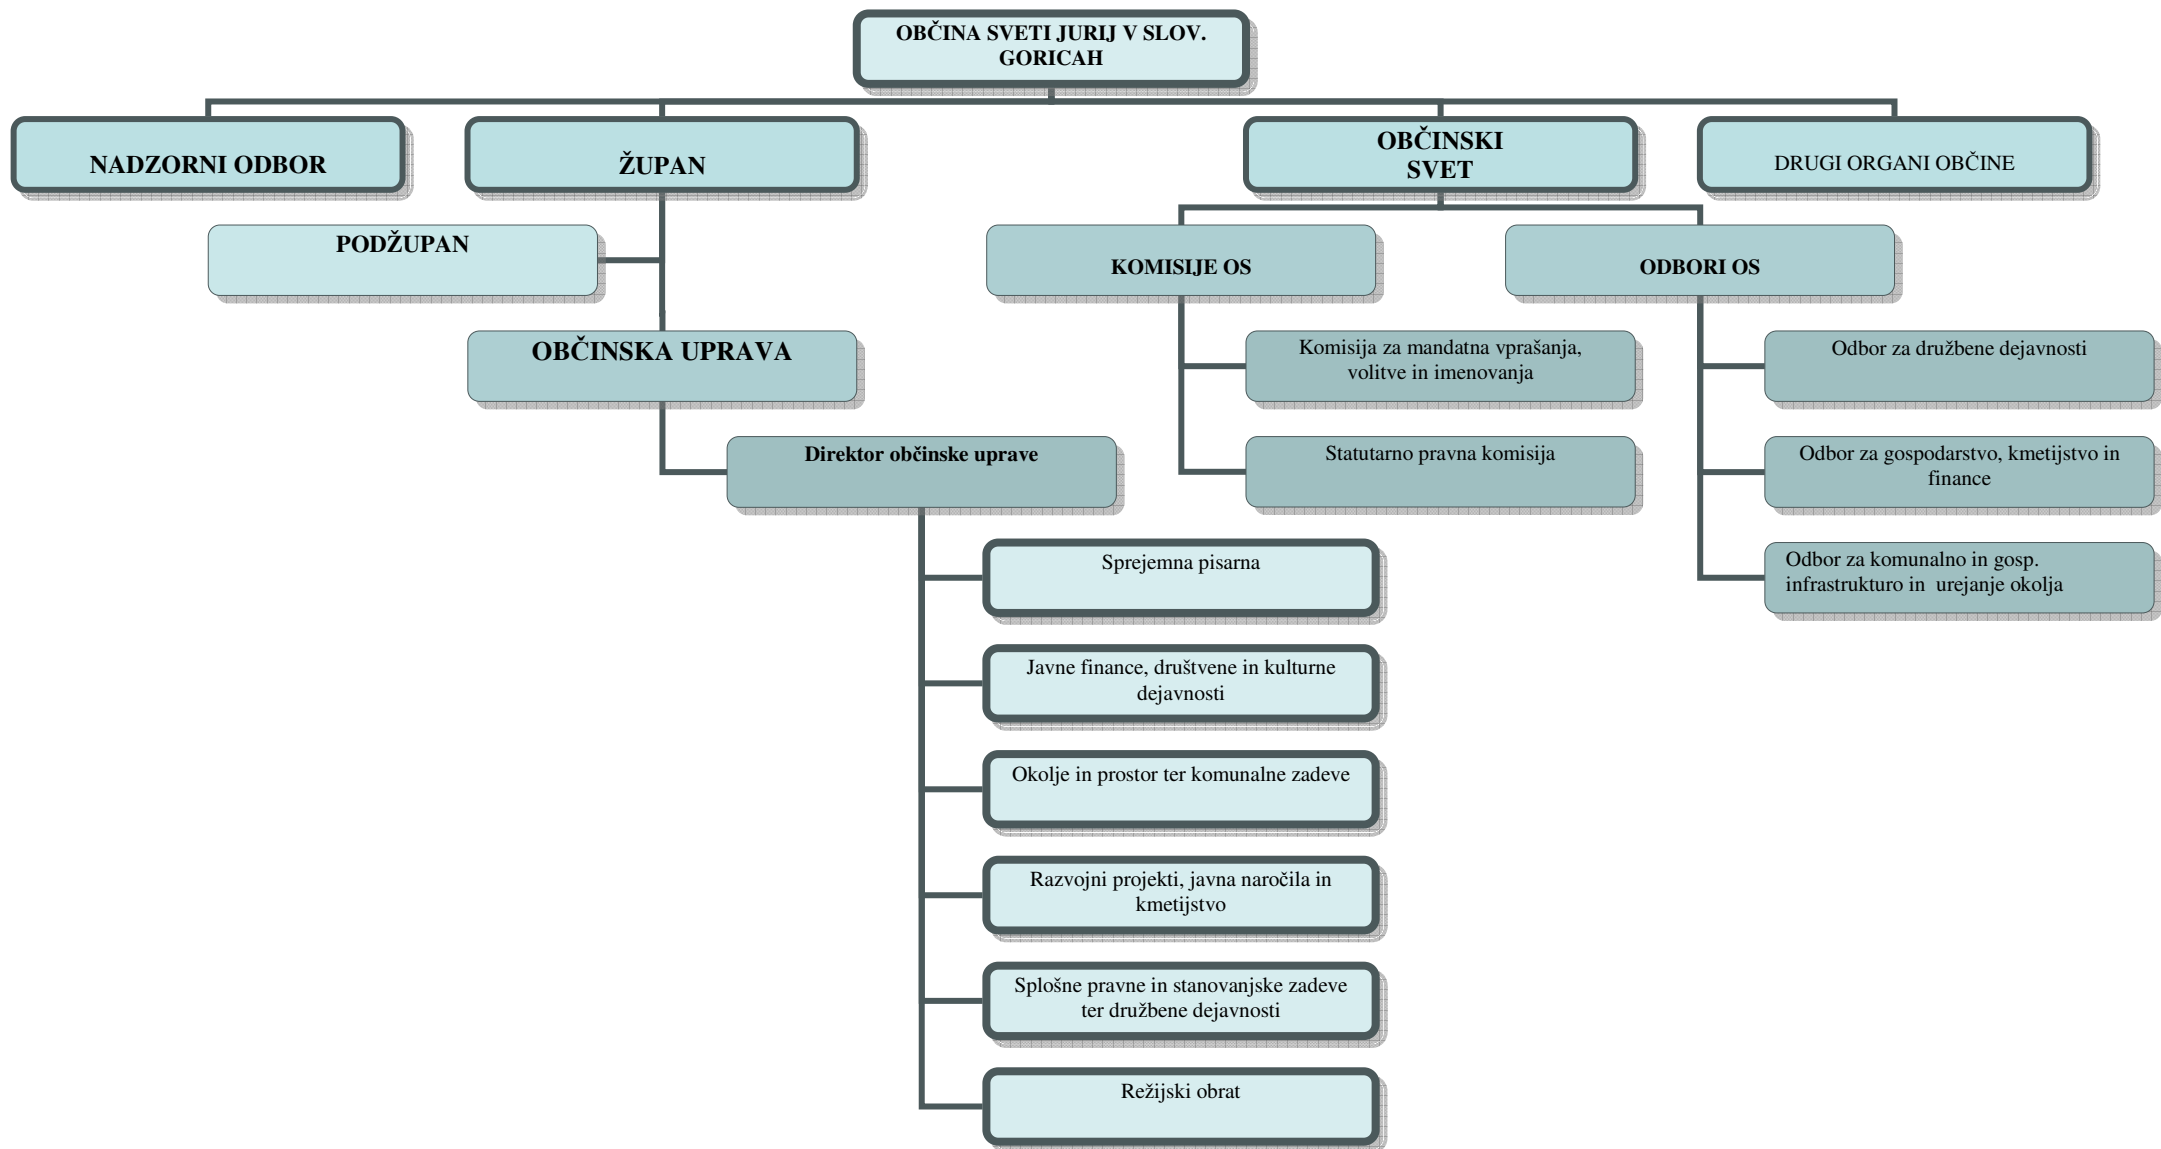 OBČINA SVETI JURIJ V SLOV.
GORICAH
NADZORNI ODBOR
ŽUPAN
OBČINSKI
SVET
DRUGI ORGANI OBČINE
PODŽUPAN
KOMISIJE OS
ODBORI OS
OBČINSKA UPRAVA
Komisija za mandatna vprašanja,
volitve in imenovanja
Odbor za družbene dejavnosti
Direktor občinske uprave
Statutarno pravna komisija
Odbor za gospodarstvo, kmetijstvo in
finance
Sprejemna pisarna
Odbor za komunalno in gosp.
infrastrukturo in  urejanje okolja
Javne finance, društvene in kulturne
dejavnosti
Okolje in prostor ter komunalne zadeve
Razvojni projekti, javna naročila in
kmetijstvo
Splošne pravne in stanovanjske zadeve
ter družbene dejavnosti
Režijski obrat